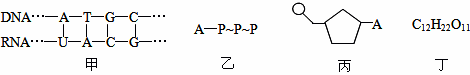 DNA…A T G C…
RNA…U A C G…
甲
A—P~P~P
乙
A
丙
C₁₂H₂₂O₁₁
丁